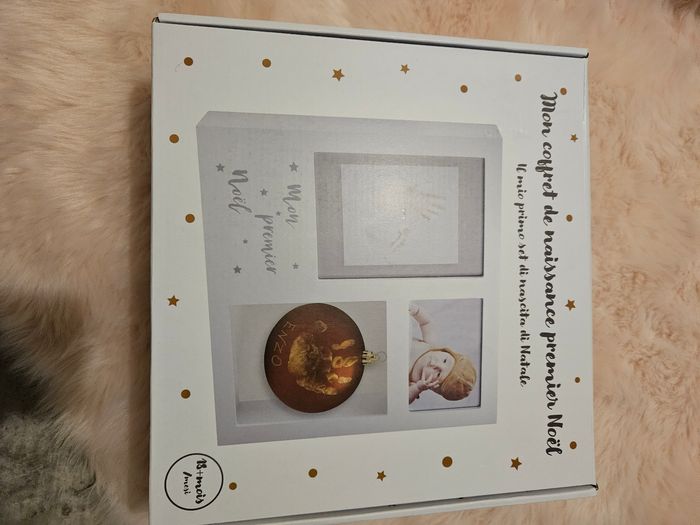 Mon coffret de naissance premier Noël
Il mio primo set di nascita di Natale
Mon
premier
Noël
ENZO
18+mois
/mesi